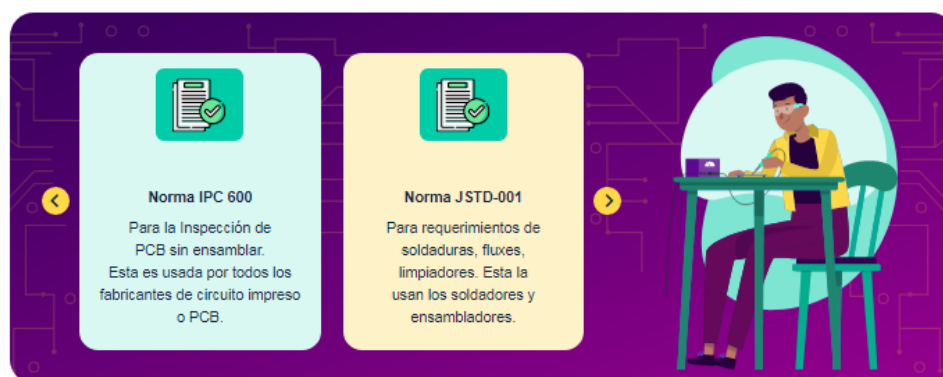 Norma IPC 600
Para la Inspección de
PCB sin ensamblar.
Esta es usada por todos los
fabricantes de circuito impreso
o PCB.
Norma JSTD-001
Para requerimientos de
soldaduras, fluxes,
limpiadores. Esta la
usan los soldadores y
ensambladores.